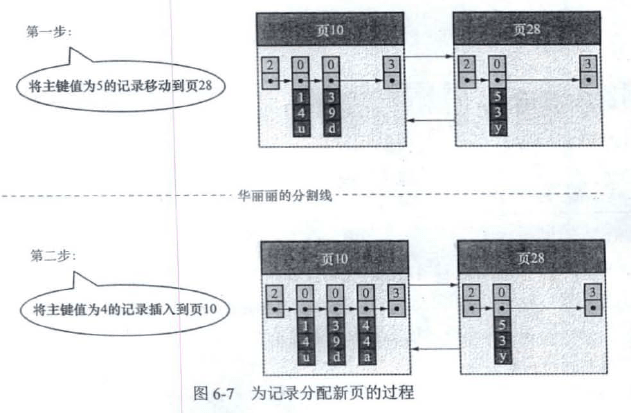 第一步:
将主键值为5的记录移动到页28
页10
页28
2 0 0 3
1 3
4 9
u d
2 0 3
5
3
y
华丽丽的分割线
第二步:
将主键值为4的记录插入到页10
页10
页28
2 0 0 0 3
1 3 4
4 9 4
u d a
2 0 3
5
3
y
图 6-7 为记录分配新页的过程